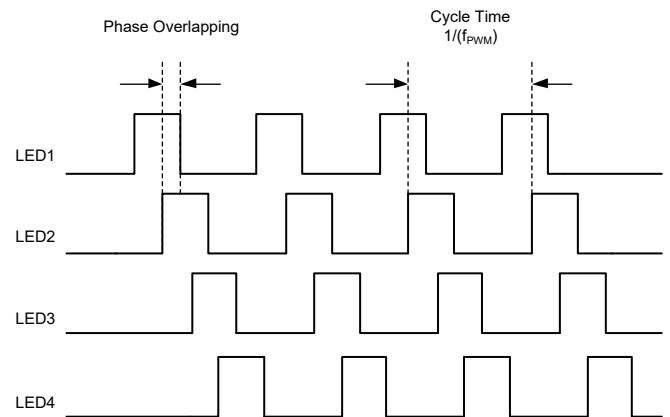 Phase Overlapping
Cycle Time
1/(fPWM)
LED1
LED2
LED3
LED4